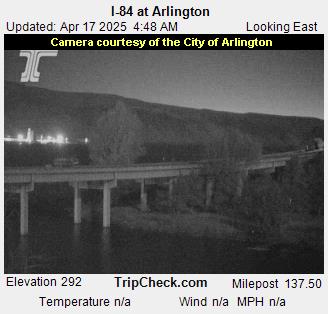 I-84 at Arlington
Updated: Apr 17 2025 4:48 AM Looking East
Camera courtesy of the City of Arlington
Elevation 292 TripCheck.com Milepost 137.50
Temperature n/a Wind n/a MPH n/a